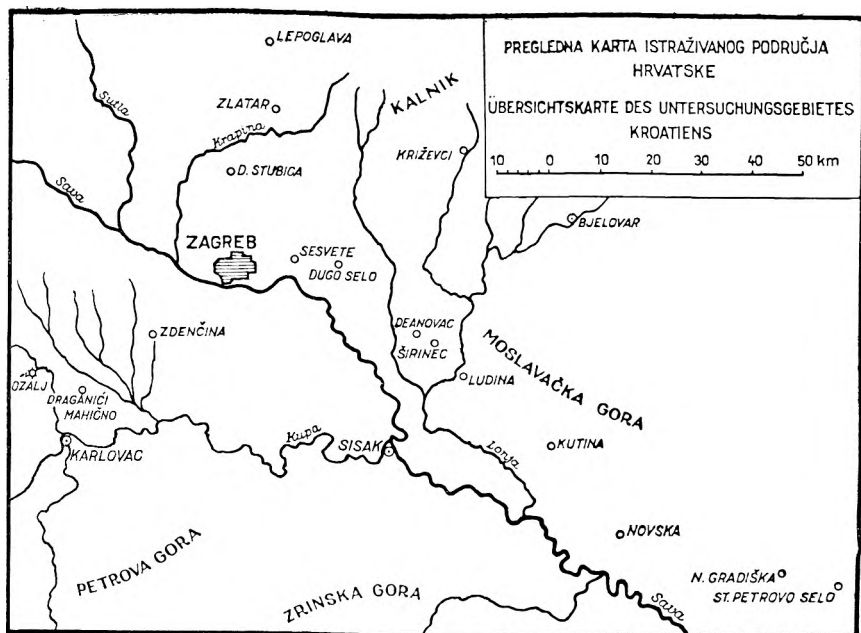 PREGLEDNA KARTA ISTRAŽIVANOG PODRUČJA
HRVATSKE
ÜBERSICHTSKARTE DES UNTERSUCHUNGSGEBIETES
KROATIENS
10 0 10 20 30 40 50 km
LEPOGLAVA
Sutla
ZLATAR
KALNIK
Krapina
KRIŽEVCI
D. STUBICA
Sava
BJELOVAR
ZAGREB
SESVETE
DUGO SELO
DEANOVAC
ŠIRINEC
ZDENČINA
MOSLAVAČKA GORA
OZALJ
LUDINA
DRAGANIĆI
MAHIČNO
Kupa
SISAK
Lonja
KUTINA
KARLOVAC
NOVSKA
PETROVA GORA
ZRINSKA GORA
N. GRADIŠKA
ST. PETROVO SELO
Sava